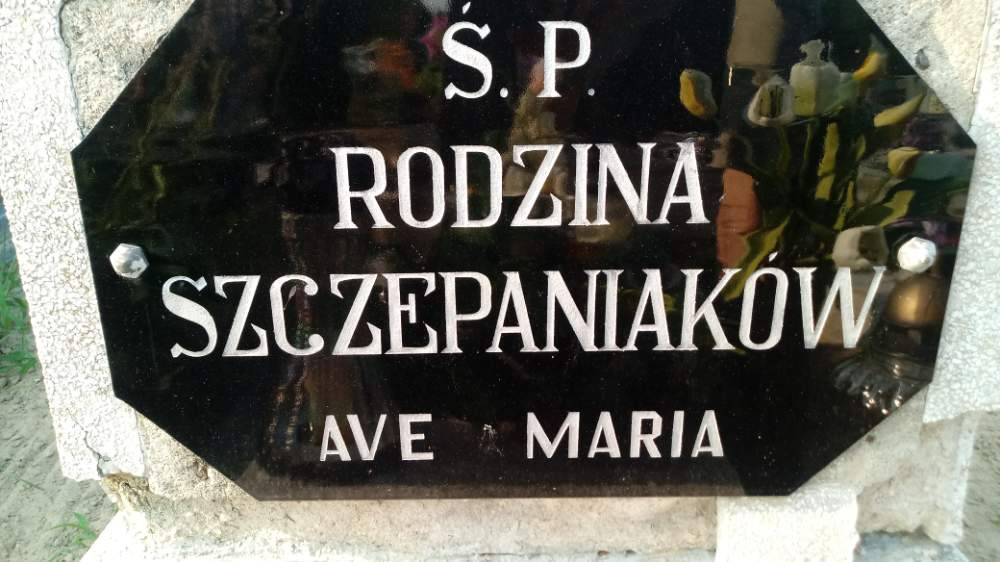 Ś. P.
RODZINA
SZCZEPANIAKÓW
AVE MARIA